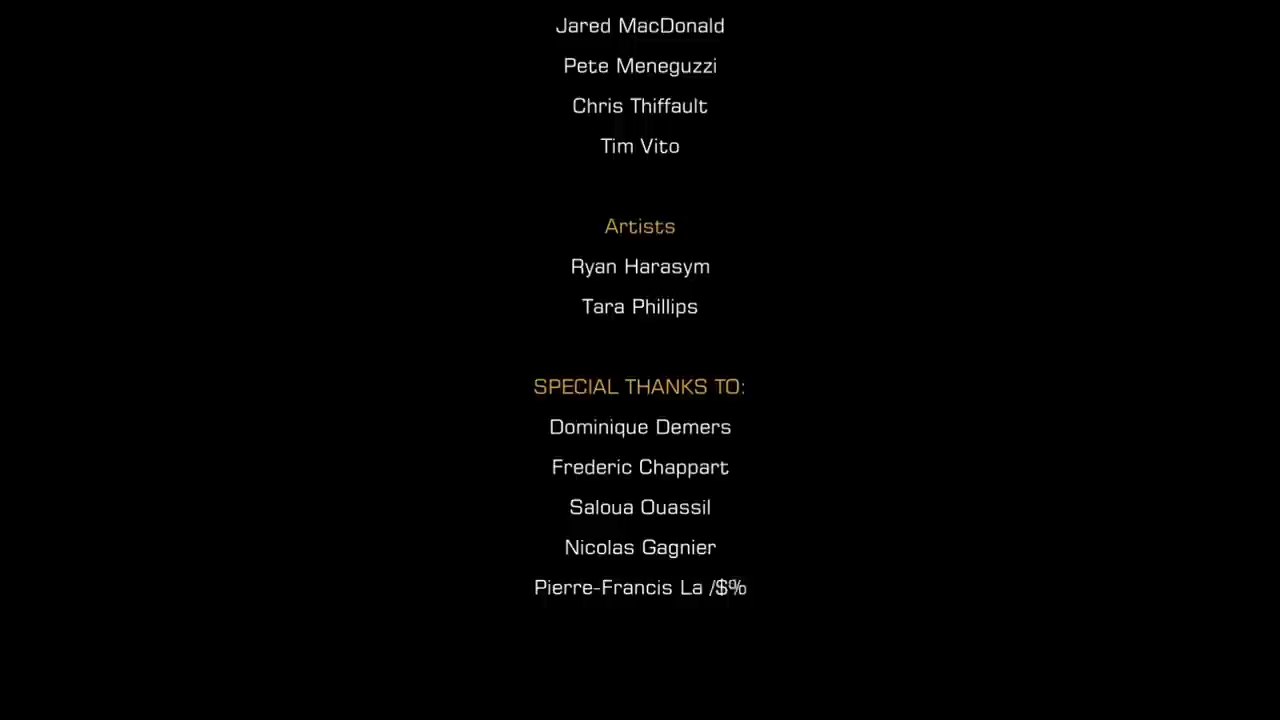 Jared MacDonald
Pete Meneguzzi
Chris Thiffault
Tim Vito
Artists
Ryan Harasym
Tara Phillips
SPECIAL THANKS TO:
Dominique Demers
Frederic Chappart
Saloua Ouassil
Nicolas Gagnier
Pierre-Francis La /$%